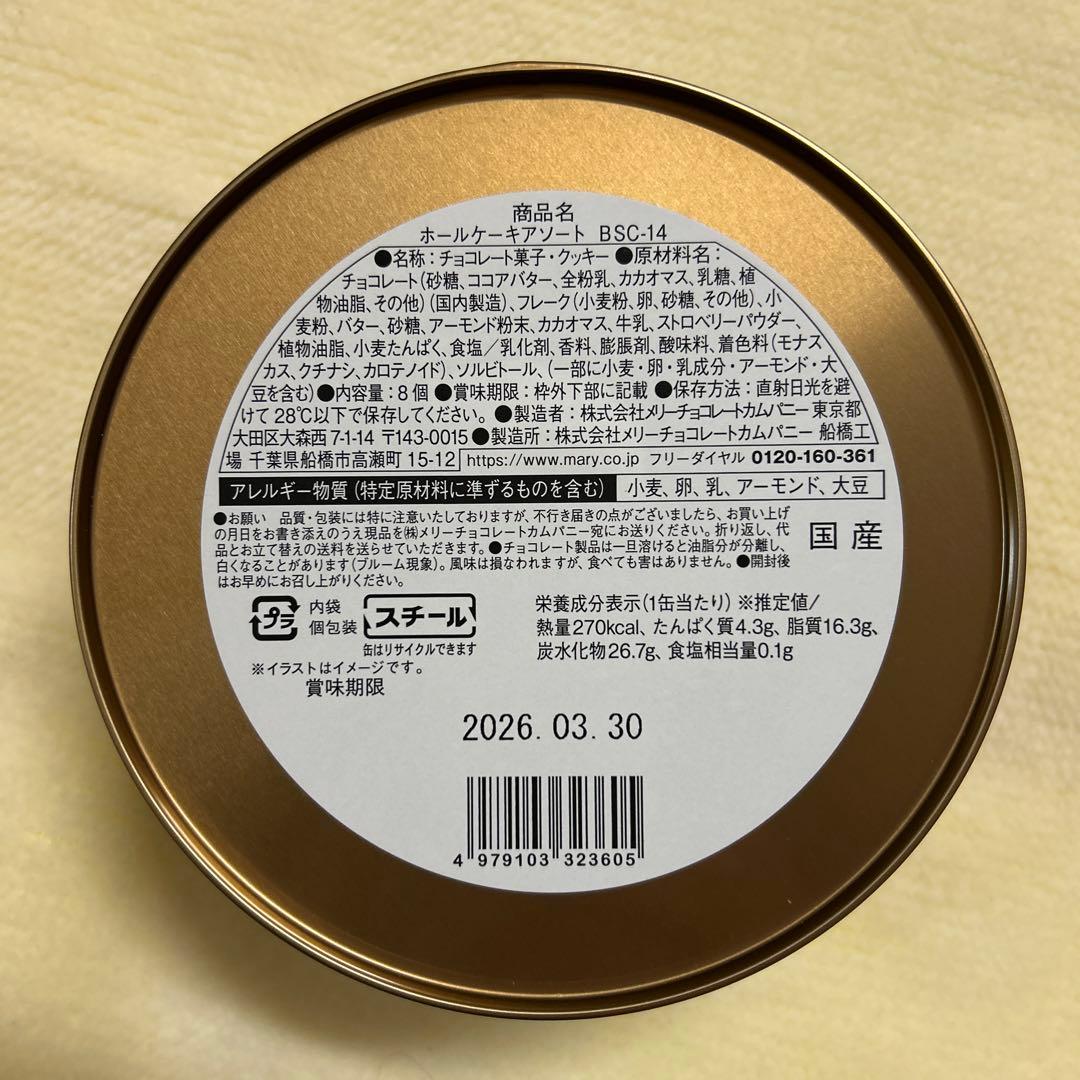 商品名
ホールケーキアソート BSC-14
●名称：チョコレート菓子・クッキー ●原材料名：
チョコレート(砂糖、ココアバター、全粉乳、カカオマス、乳糖、植
物油脂、その他)(国内製造)、フレーク(小麦粉、卵、砂糖、その他)、小
麦粉、バター、砂糖、アーモンド粉末、カカオマス、牛乳、ストロベリーパウダー、
植物油脂、小麦たんぱく、食塩／乳化剤、香料、膨脹剤、酸味料、着色料(モナス
カス、クチナシ、カロテノイド)、ソルビトール、(一部に小麦・卵・乳成分・アーモンド・大
豆を含む) ●内容量：8個 ●賞味期限：枠外下部に記載 ●保存方法：直射日光を避
けて28℃以下で保存してください。 ●製造者：株式会社メリーチョコレートカムパニー 東京都
大田区大森西7-1-14 〒143-0015 ●製造所：株式会社メリーチョコレートカムパニー 船橋工
場 千葉県船橋市高瀬町15-12 https://www.mary.co.jp フリーダイヤル 0120-160-361
アレルギー物質(特定原材料に準ずるものを含む) 小麦、卵、乳、アーモンド、大豆
●お願い 品質・包装には特に注意いたしておりますが、不行き届きの点がございましたら、お買い上げ
の月日をお書き添えのうえ現品を㈱メリーチョコレートカムパニー宛にお送りください。折り返し、代
品とお立て替えの送料を送らせていただきます。●チョコレート製品は一旦溶けると油脂分が分離し、
白くなることがあります(ブルーム現象)。風味は損なわれますが、食べても害はありません。●開封後
はお早めにお召し上がりください。
国産
プラ 内袋
個包装
スチール
缶はリサイクルできます
※イラストはイメージです。
栄養成分表示(1缶当たり)※推定値/
熱量270kcal、たんぱく質4.3g、脂質16.3g、
炭水化物26.7g、食塩相当量0.1g
賞味期限
2026.03.30
4 979103 323605